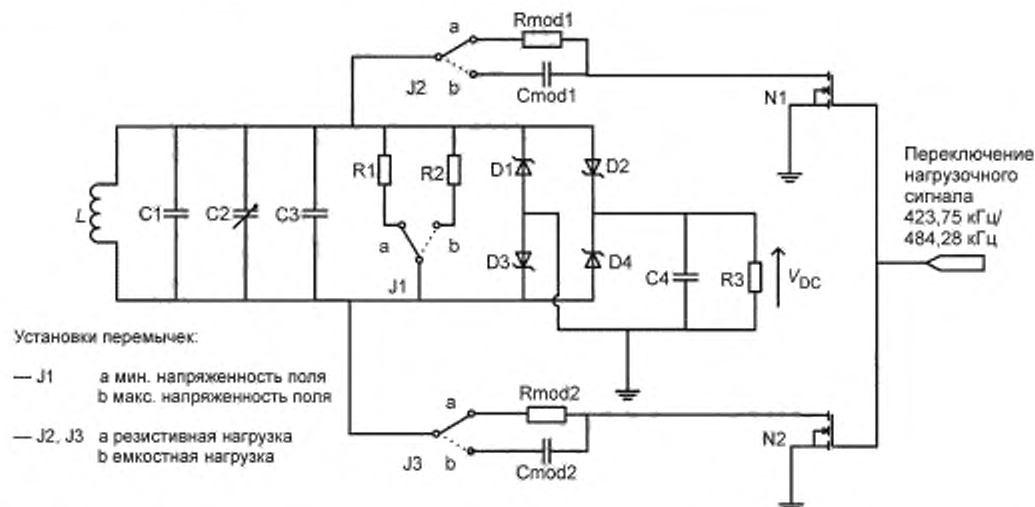 a
Rmod1
J2
b
Cmod1
N1
Переключение
нагрузочного
сигнала
423,75 кГц/
484,28 кГц
L
C1
C2
C3
R1
R2
a
b
J1
D1
D2
D3
D4
C4
R3
VDC
Установки перемычек:
— J1 a мин. напряженность поля
b макс. напряженность поля
— J2, J3 a резистивная нагрузка
b емкостная нагрузка
a
Rmod2
J3
b
Cmod2
N2